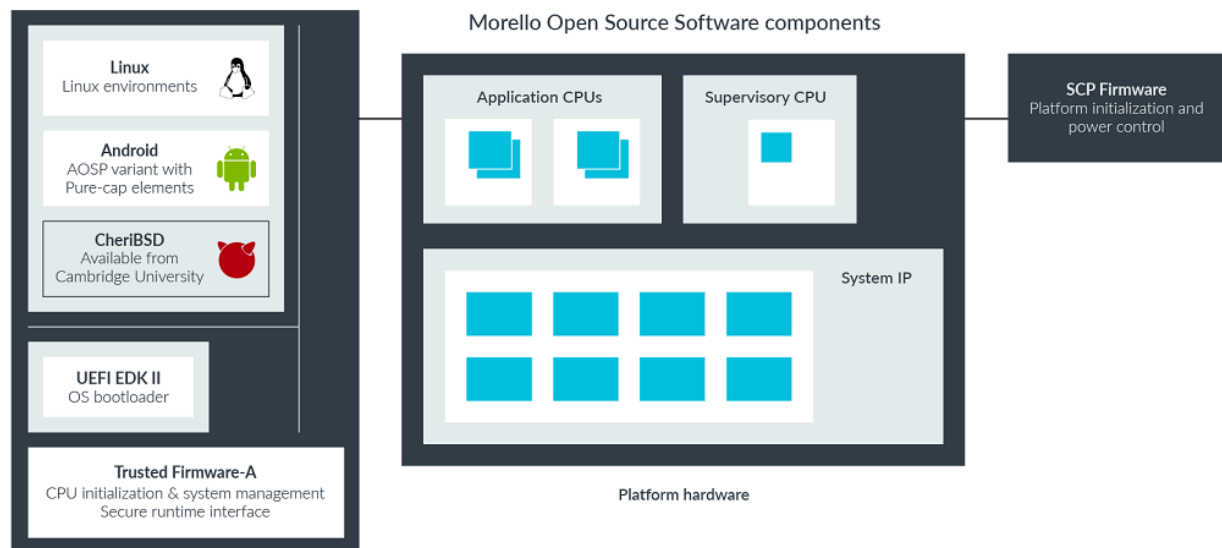 Morello Open Source Software components
Linux
Linux environments
Android
AOSP variant with
Pure-cap elements
CheriBSD
Available from
Cambridge University
UEFI EDK II
OS bootloader
Trusted Firmware-A
CPU initialization & system management
Secure runtime interface
Application CPUs
Supervisory CPU
System IP
Platform hardware
SCP Firmware
Platform initialization and
power control